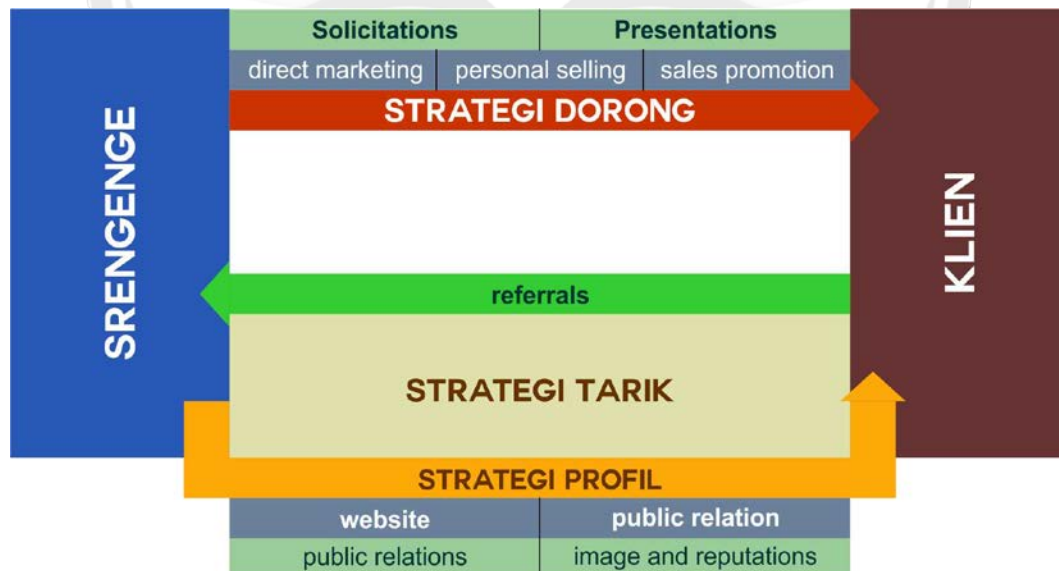 Solicitations Presentations
direct marketing personal selling sales promotion
STRATEGI DORONG
SRENGENGE
KLIEN
referrals
STRATEGI TARIK
STRATEGI PROFIL
website public relation
public relations image and reputations